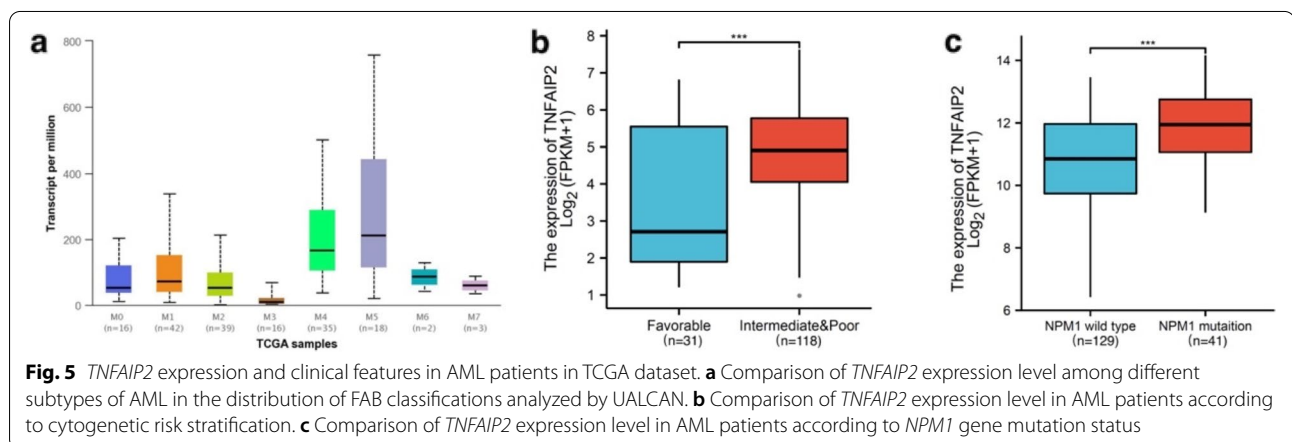 a
800
600
400
200
0
Transcript per million
M0 M1 M2 M3 M4 M5 M6 M7
(n=16) (n=42) (n=39) (n=16) (n=35) (n=18) (n=2) (n=3)
TCGA samples
b
The expression of TNFAIP2
Log2 (FPKM+1)
8
7
6
5
4
3
2
1
***
Favorable Intermediate&Poor
(n=31) (n=118)
c
The expression of TNFAIP2
Log2 (FPKM+1)
14
12
10
8
6
***
NPM1 wild type NPM1 mutaition
(n=129) (n=41)
Fig. 5 TNFAIP2 expression and clinical features in AML patients in TCGA dataset. a Comparison of TNFAIP2 expression level among different
subtypes of AML in the distribution of FAB classifications analyzed by UALCAN. b Comparison of TNFAIP2 expression level in AML patients according
to cytogenetic risk stratification. c Comparison of TNFAIP2 expression level in AML patients according to NPM1 gene mutation status